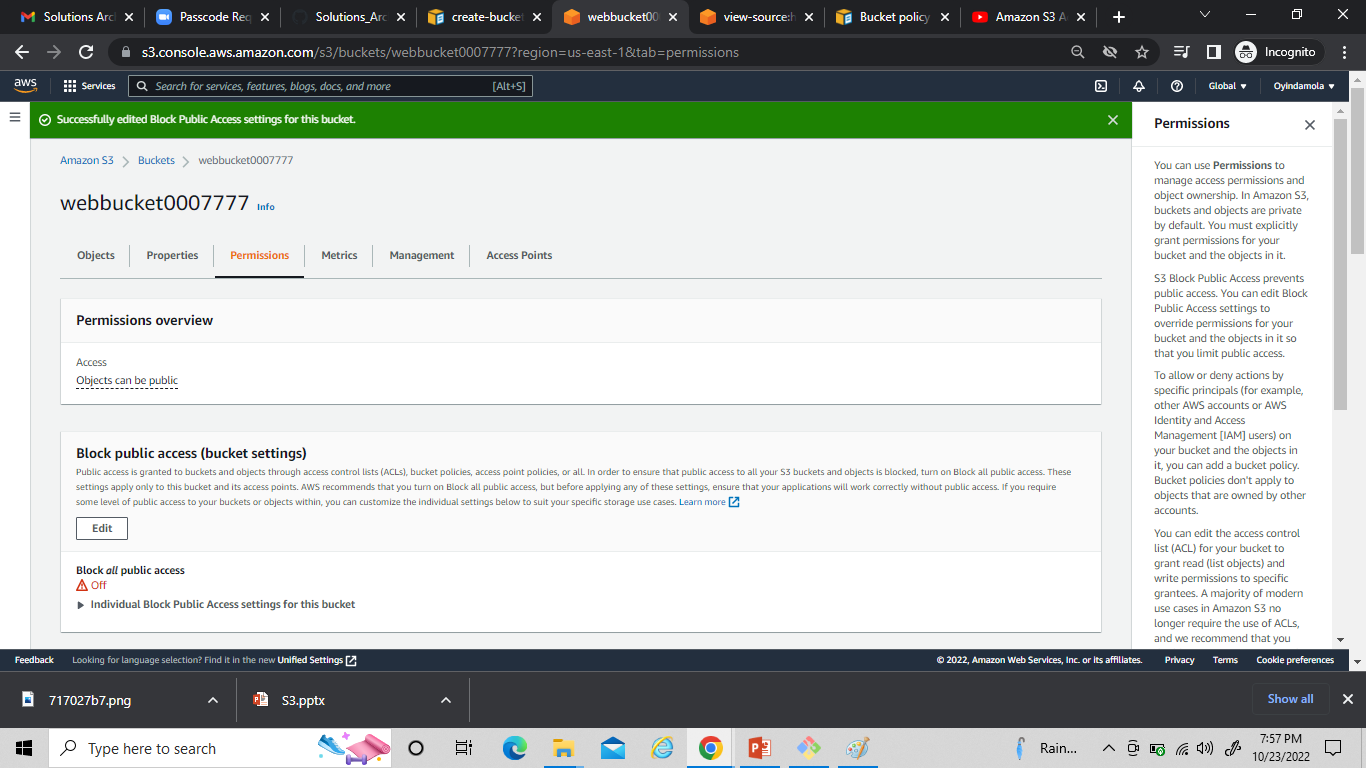 Solutions Arc
Passcode Req
Solutions_Arc
create-bucket
webbucket00
view-source:h
Bucket policy
Amazon S3 A
s3.console.aws.amazon.com/s3/buckets/webbucket0007777?region=us-east-1&tab=permissions
Incognito
aws
Services
Search for services, features, blogs, docs, and more
[Alt+S]
Global
Oyindamola
Successfully edited Block Public Access settings for this bucket.
Amazon S3
Buckets
webbucket0007777
webbucket0007777
Info
Objects
Properties
Permissions
Metrics
Management
Access Points
Permissions overview
Access
Objects can be public
Block public access (bucket settings)
Public access is granted to buckets and objects through access control lists (ACLs), bucket policies, access point policies, or all. In order to ensure that public access to all your S3 buckets and objects is blocked, turn on Block all public access. These
settings apply only to this bucket and its access points. AWS recommends that you turn on Block all public access, but before applying any of these settings, ensure that your applications will work correctly without public access. If you require
some level of public access to your buckets or objects within, you can customize the individual settings below to suit your specific storage use cases. Learn more
Edit
Block all public access
Off
Individual Block Public Access settings for this bucket
Permissions
You can use Permissions to
manage access permissions and
object ownership. In Amazon S3,
buckets and objects are private
by default. You must explicitly
grant permissions for your
bucket and the objects in it.
S3 Block Public Access prevents
public access. You can edit Block
Public Access settings to
override permissions for your
bucket and the objects in it so
that you limit public access.
To allow or deny actions by
specific principals (for example,
other AWS accounts or AWS
Identity and Access
Management [IAM] users) on
your bucket and the objects in
it, you can add a bucket policy.
Bucket policies don't apply to
objects that are owned by other
accounts.
You can edit the access control
list (ACL) for your bucket to
grant read (list objects) and
write permissions to specific
grantees. A majority of modern
use cases in Amazon S3 no
longer require the use of ACLs,
and we recommend that you
Feedback
Looking for language selection? Find it in the new Unified Settings
© 2022, Amazon Web Services, Inc. or its affiliates.
Privacy
Terms
Cookie preferences
717027b7.png
S3.pptx
Show all
Type here to search
Rain...
7:57 PM
10/23/2022